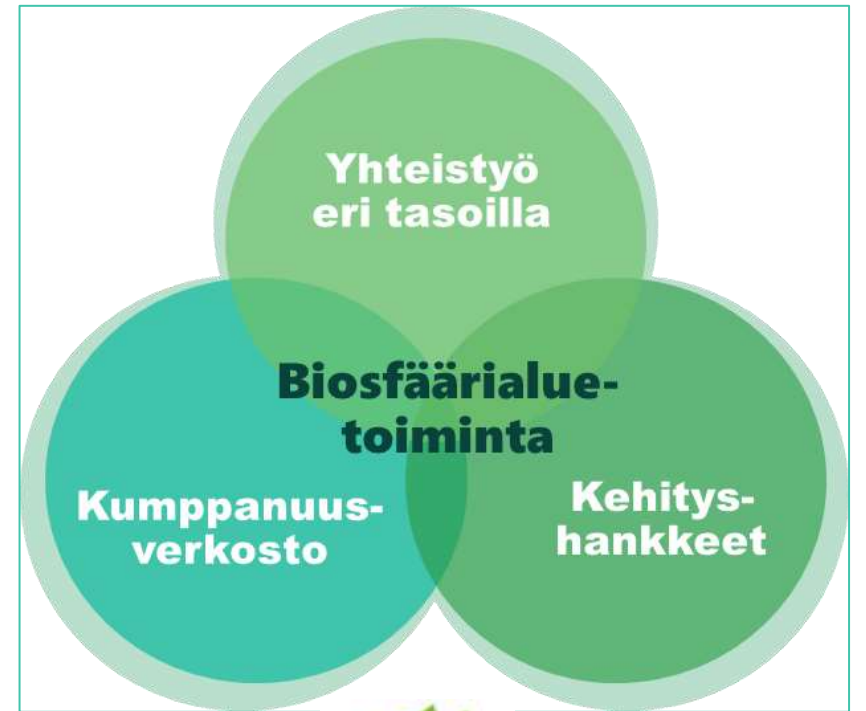 Yhteistyö
eri tasoilla
Biosfäärialue-
toiminta
Kumppanuus-
verkosto
Kehitys-
hankkeet